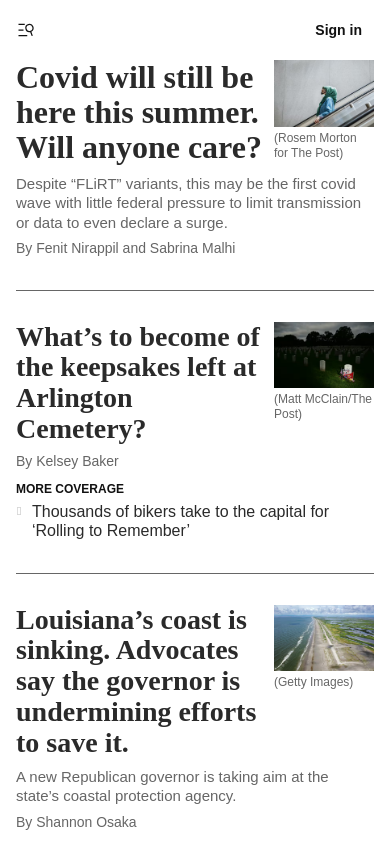 Sign in
Covid will still be
here this summer.
Will anyone care?
(Rosem Morton
for The Post)
Despite “FLiRT” variants, this may be the first covid
wave with little federal pressure to limit transmission
or data to even declare a surge.
By Fenit Nirappil and Sabrina Malhi
What’s to become of
the keepsakes left at
Arlington
Cemetery?
(Matt McClain/The
Post)
By Kelsey Baker
MORE COVERAGE
Thousands of bikers take to the capital for
‘Rolling to Remember’
Louisiana’s coast is
sinking. Advocates
say the governor is
undermining efforts
to save it.
(Getty Images)
A new Republican governor is taking aim at the
state’s coastal protection agency.
By Shannon Osaka